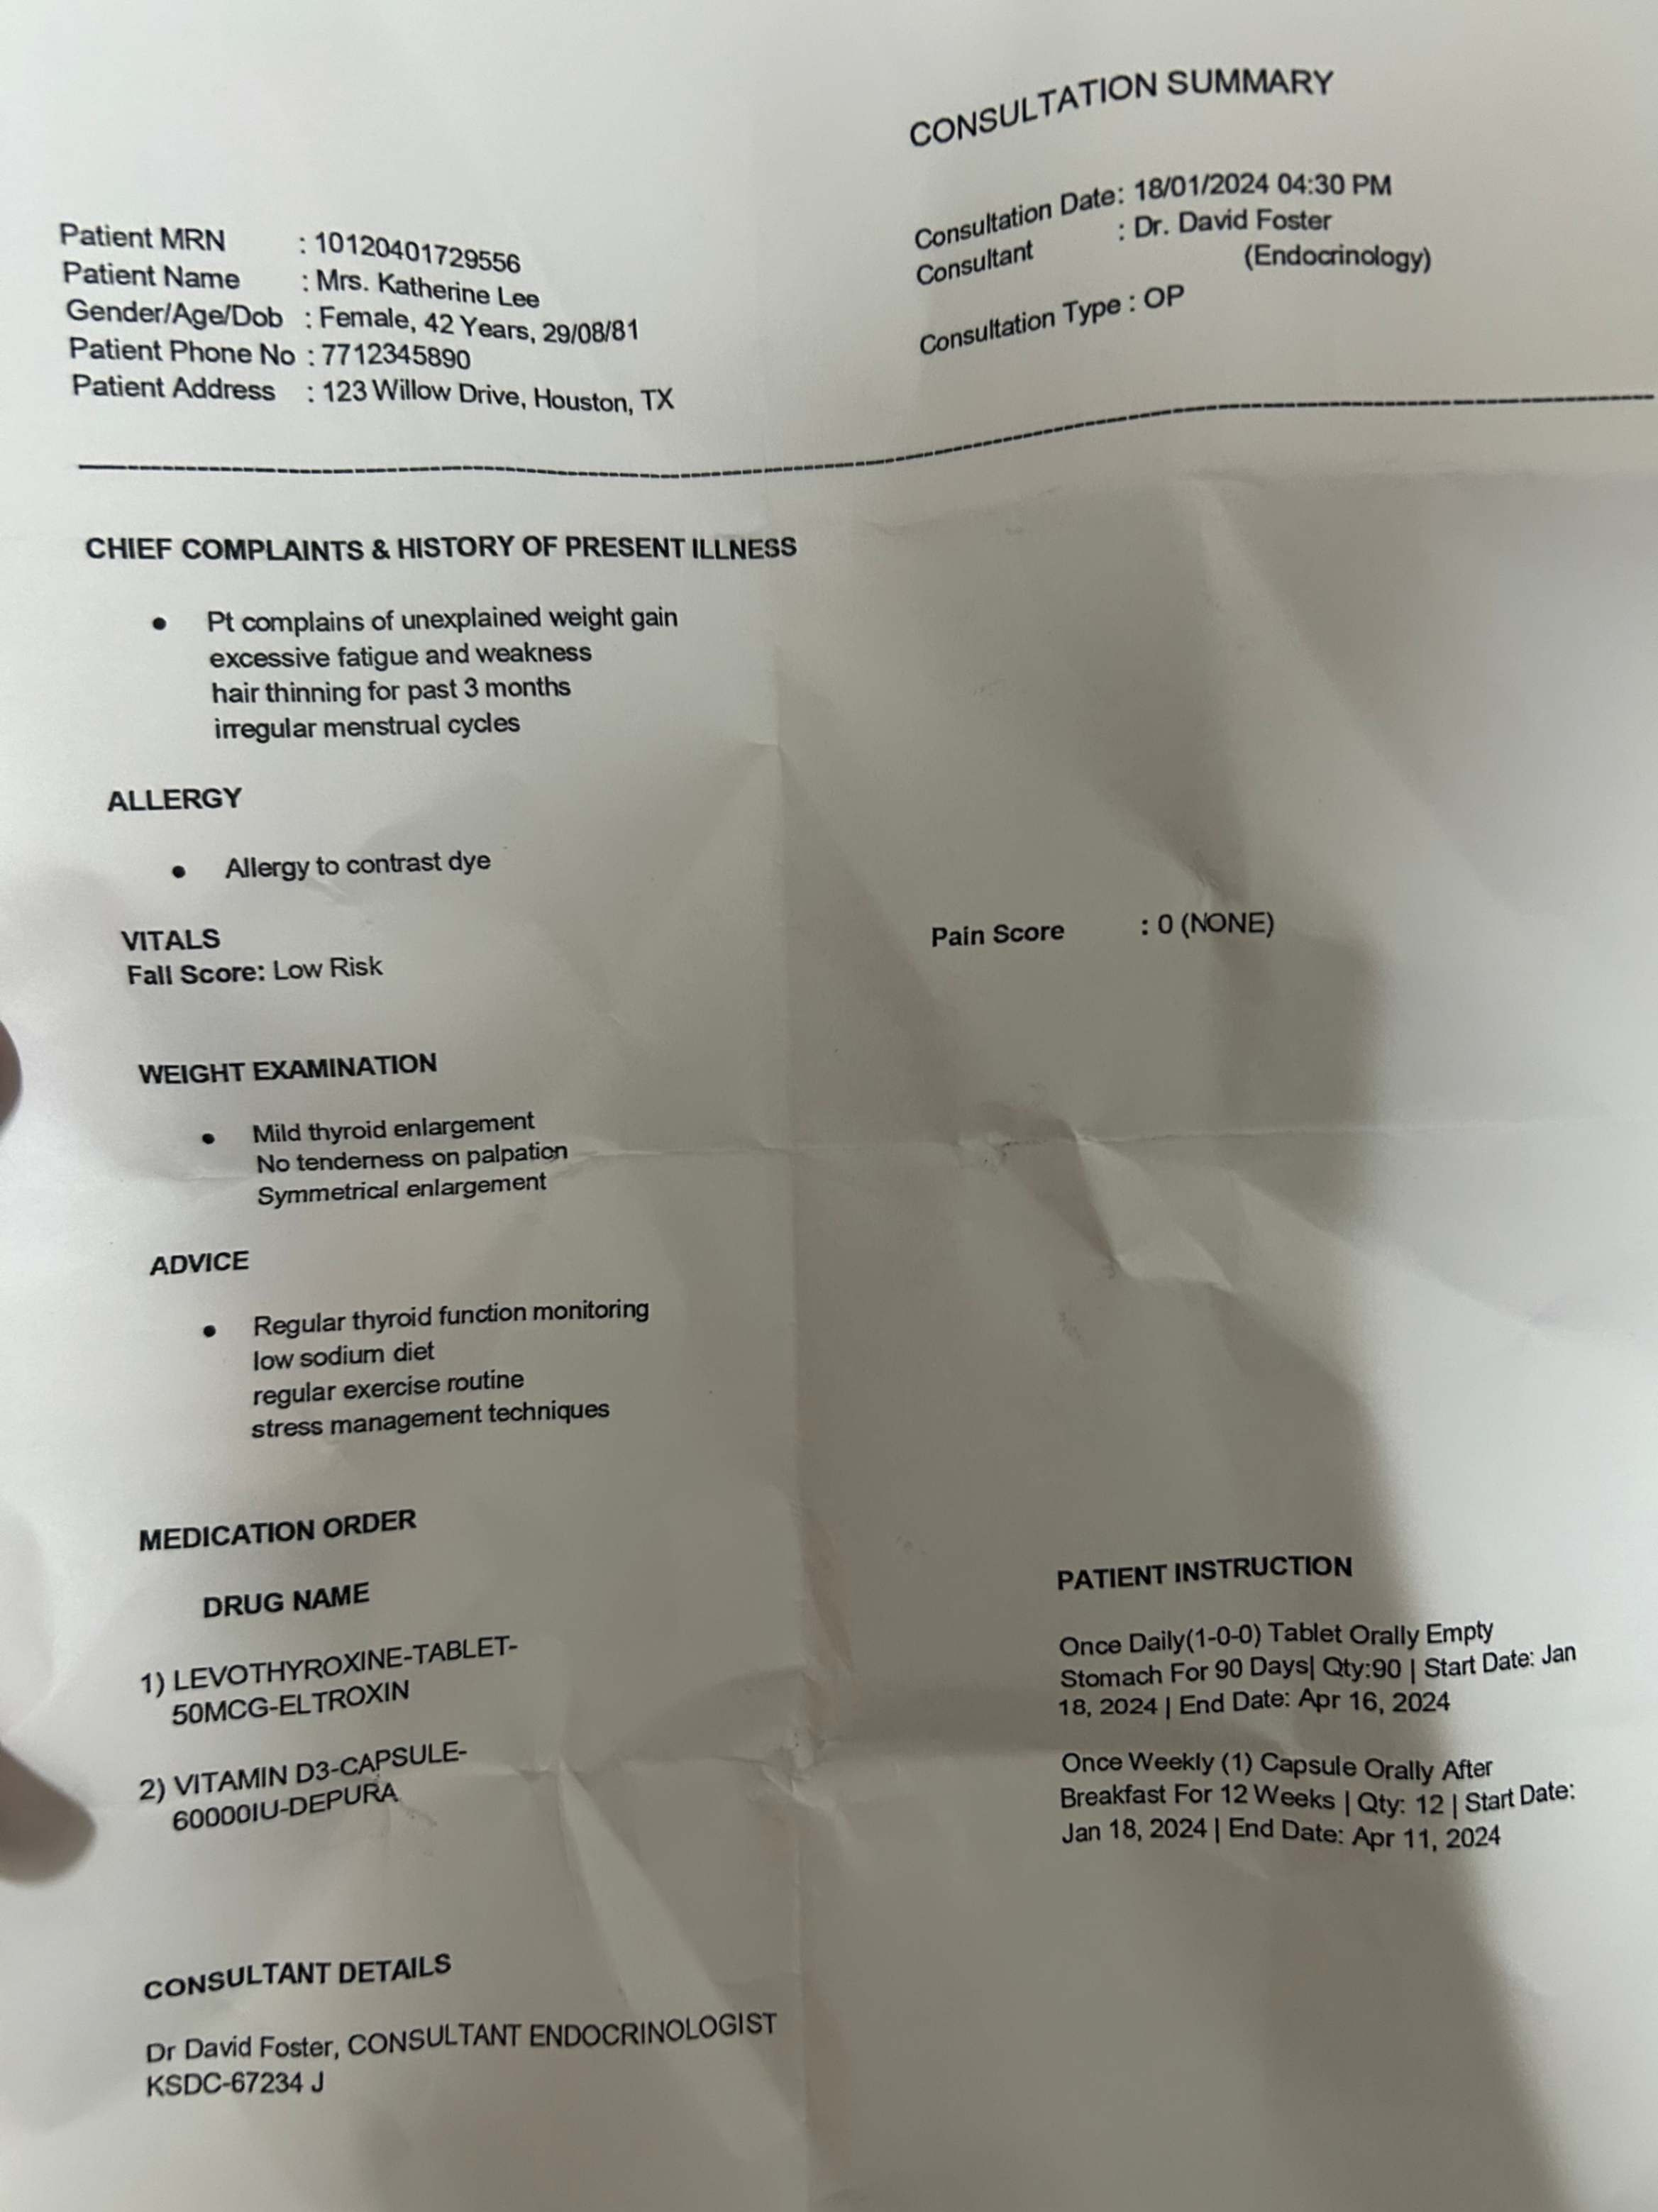 CONSULTATION SUMMARY
Patient MRN : 10120401729556
Patient Name : Mrs. Katherine Lee
Gender/Age/Dob : Female, 42 Years, 29/08/81
Patient Phone No : 7712345890
Patient Address : 123 Willow Drive, Houston, TX
Consultation Date: 18/01/2024 04:30 PM
Consultant : Dr. David Foster
(Endocrinology)
Consultation Type : OP
CHIEF COMPLAINTS & HISTORY OF PRESENT ILLNESS
• Pt complains of unexplained weight gain
excessive fatigue and weakness
hair thinning for past 3 months
irregular menstrual cycles
ALLERGY
• Allergy to contrast dye
VITALS
Fall Score: Low Risk
Pain Score : 0 (NONE)
WEIGHT EXAMINATION
• Mild thyroid enlargement
No tenderness on palpation
Symmetrical enlargement
ADVICE
• Regular thyroid function monitoring
low sodium diet
regular exercise routine
stress management techniques
MEDICATION ORDER
DRUG NAME
PATIENT INSTRUCTION
1) LEVOTHYROXINE-TABLET-
50MCG-ELTROXIN
Once Daily(1-0-0) Tablet Orally Empty
Stomach For 90 Days| Qty:90 | Start Date: Jan
18, 2024 | End Date: Apr 16, 2024
2) VITAMIN D3-CAPSULE-
60000IU-DEPURA
Once Weekly (1) Capsule Orally After
Breakfast For 12 Weeks | Qty: 12 | Start Date:
Jan 18, 2024 | End Date: Apr 11, 2024
CONSULTANT DETAILS
Dr David Foster, CONSULTANT ENDOCRINOLOGIST
KSDC-67234 J